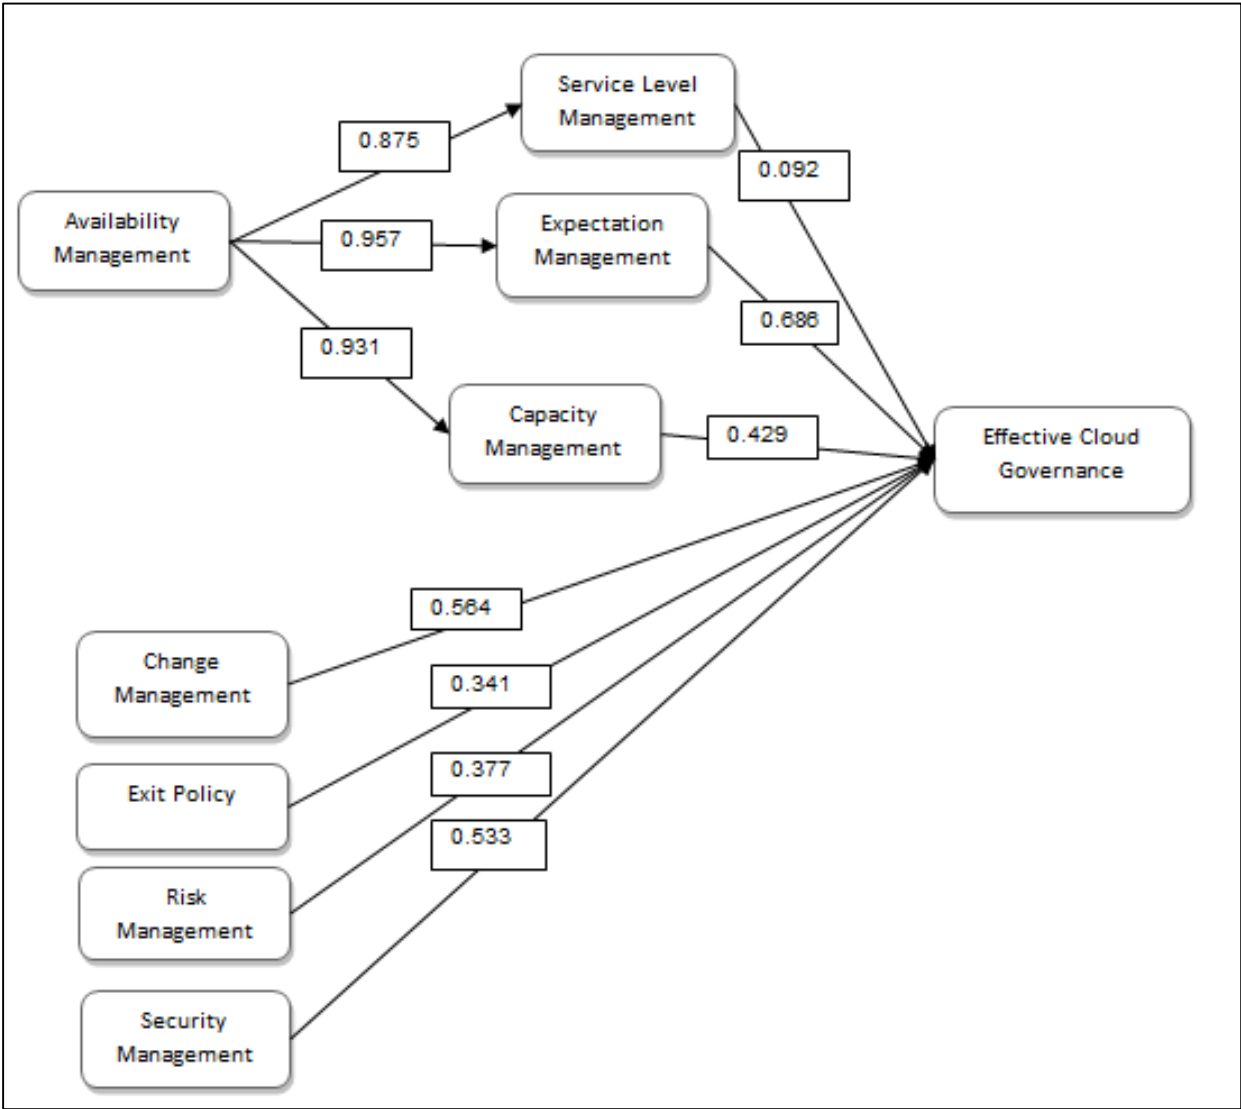 Service Level
Management
0.875
0.092
Availability
Management
0.957
Expectation
Management
0.686
0.931
Capacity
Management
0.429
Effective Cloud
Governance
0.564
Change
Management
0.341
Exit Policy
0.377
0.533
Risk
Management
Security
Management